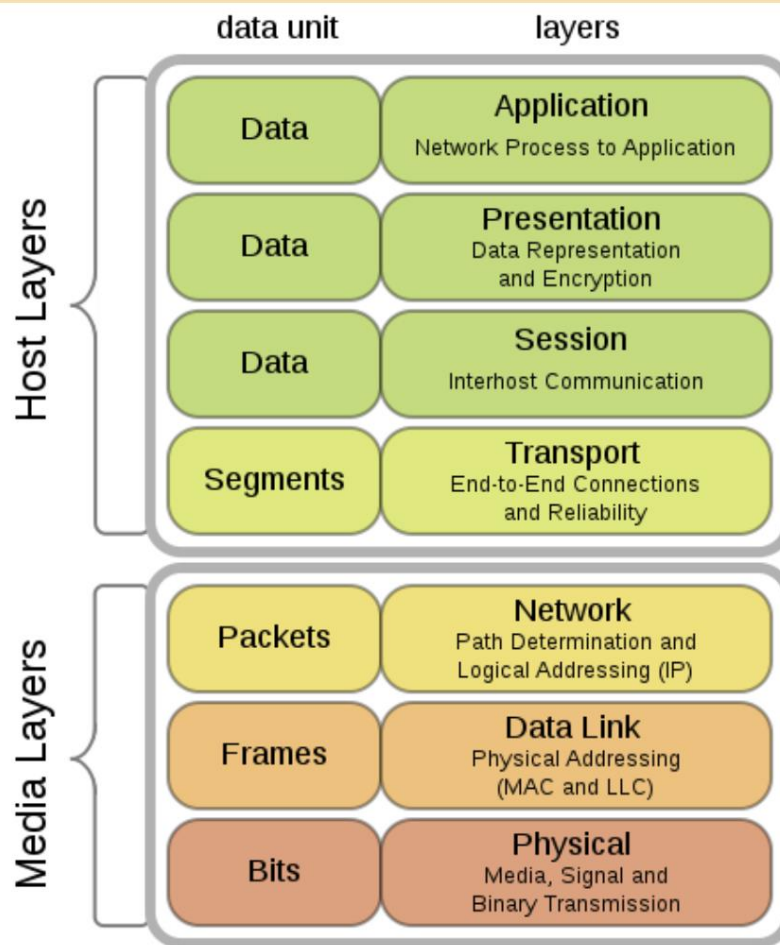 data unit layers
Host Layers
Data
Application
Network Process to Application
Data
Presentation
Data Representation
and Encryption
Data
Session
Interhost Communication
Segments
Transport
End-to-End Connections
and Reliability
Media Layers
Packets
Network
Path Determination and
Logical Addressing (IP)
Frames
Data Link
Physical Addressing
(MAC and LLC)
Bits
Physical
Media, Signal and
Binary Transmission